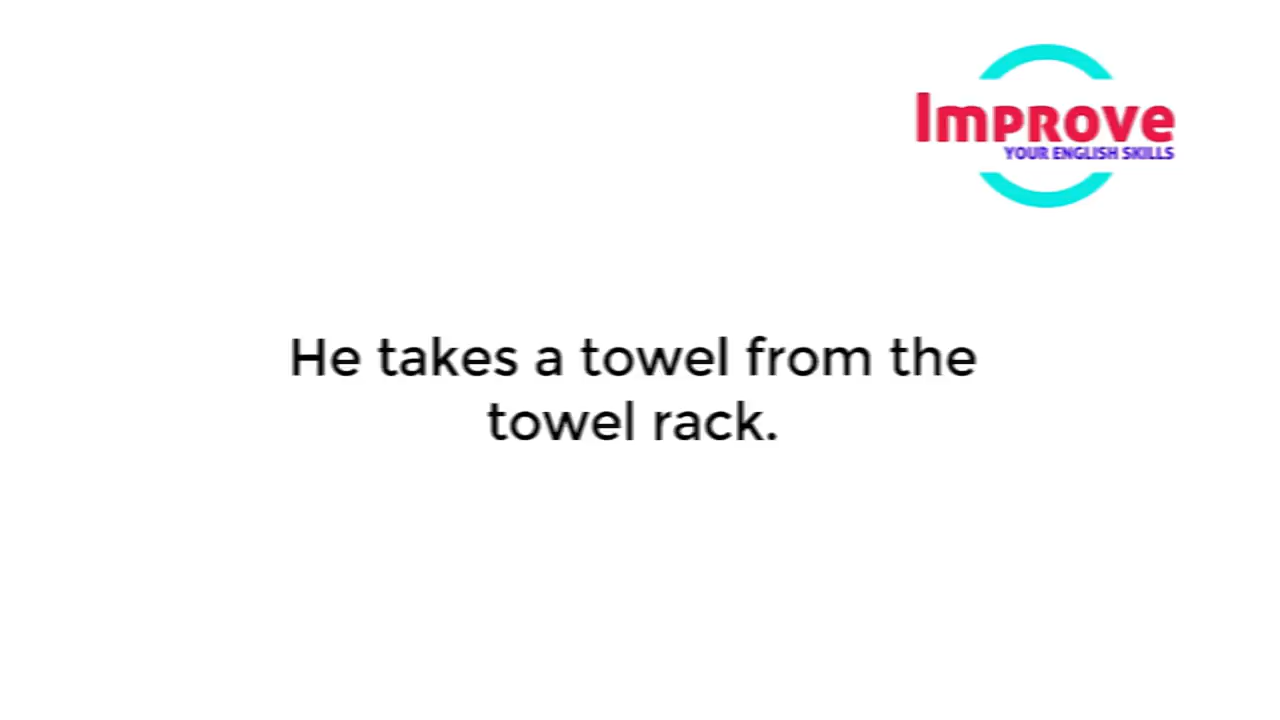 Improve
YOUR ENGLISH SKILLS
He takes a towel from the
towel rack.